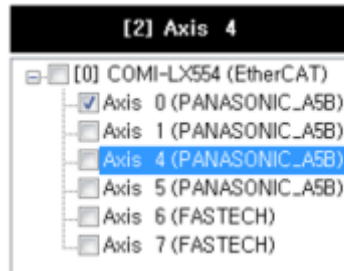 [2] Axis 4
[0] COMI-LX554 (EtherCAT)
Axis 0 (PANASONIC_A5B)
Axis 1 (PANASONIC_A5B)
Axis 4 (PANASONIC_A5B)
Axis 5 (PANASONIC_A5B)
Axis 6 (FASTECH)
Axis 7 (FASTECH)